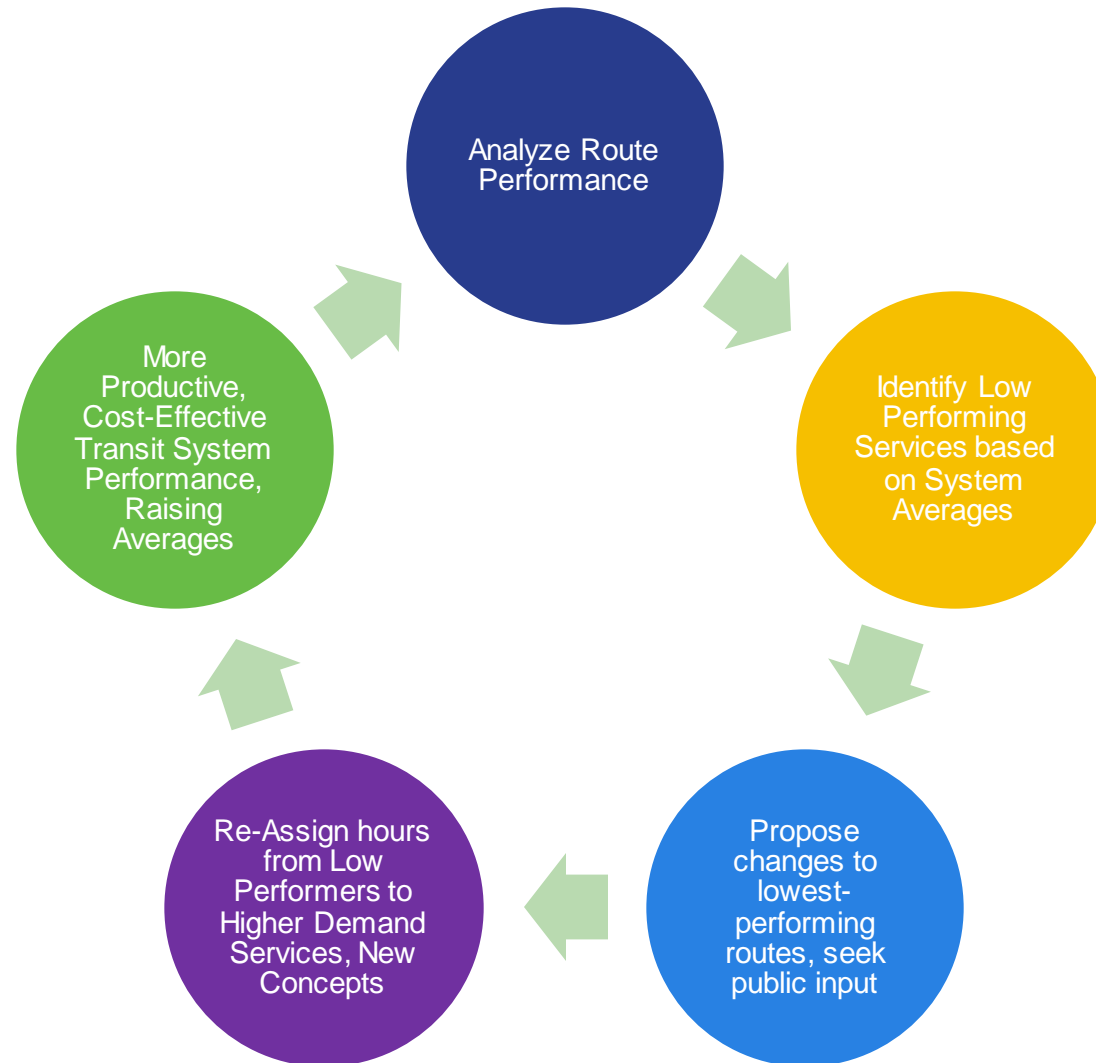 Analyze Route
Performance
Identify Low
Performing
Services based
on System
Averages
Propose
changes to
lowest-
performing
routes, seek
public input
Re-Assign hours
from Low
Performers to
Higher Demand
Services, New
Concepts
More
Productive,
Cost-Effective
Transit System
Performance,
Raising
Averages